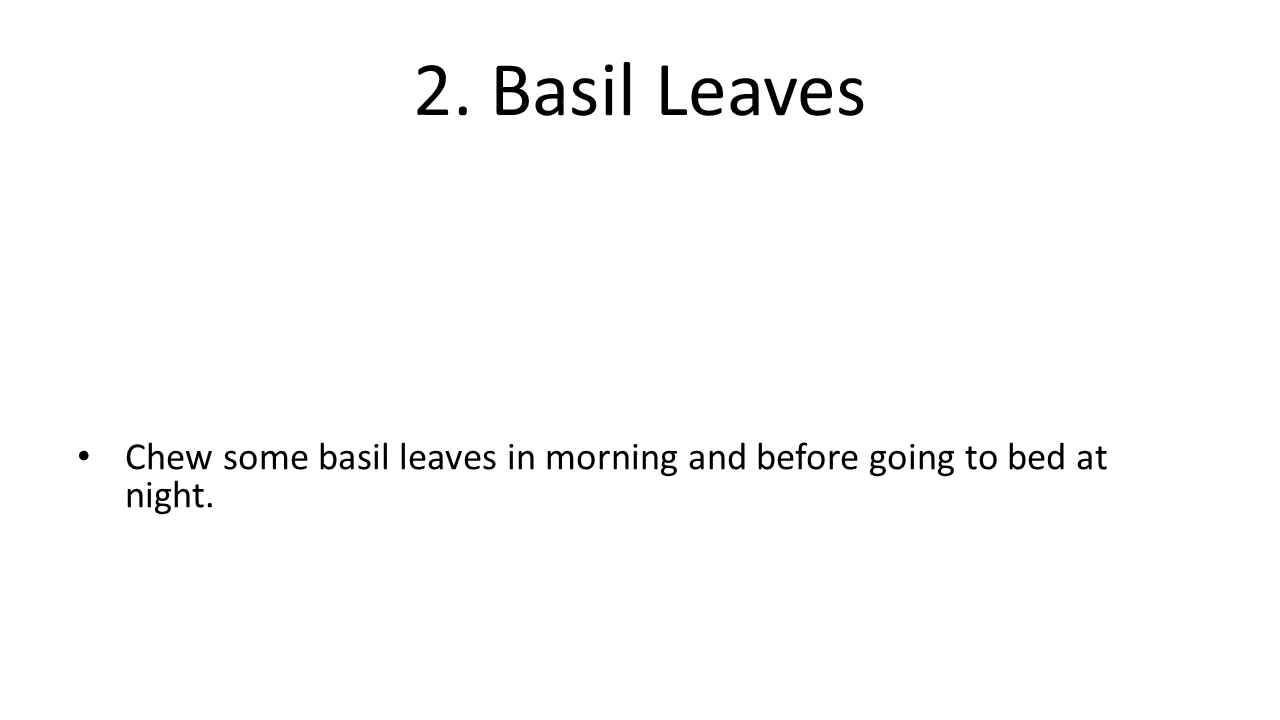 2. Basil Leaves
• Chew some basil leaves in morning and before going to bed at
night.